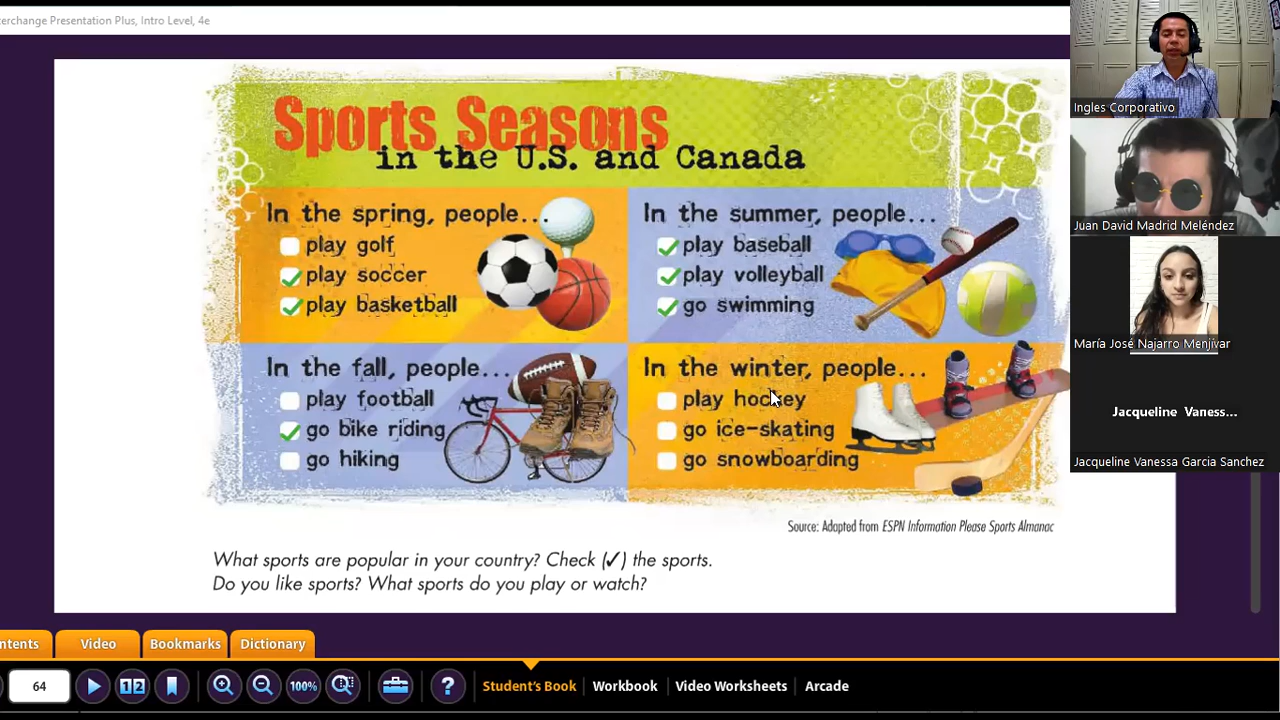 erchange Presentation Plus, Intro Level, 4e
Sports Seasons
in the U.S. and Canada
In the spring, people...
play golf
play soccer
play basketball
In the summer, people...
play baseball
play volleyball
go swimming
In the fall, people...
play football
go bike riding
go hiking
In the winter, people...
play hockey
go ice-skating
go snowboarding
Source: Adapted from ESPN Information Please Sports Almanac
What sports are popular in your country? Check (✓) the sports.
Do you like sports? What sports do you play or watch?
Ingles Corporativo
Juan David Madrid Meléndez
María José Najarro Menjivar
Jacqueline Vaness...
Jacqueline Vanessa Garcia Sanchez
ntents
Video
Bookmarks
Dictionary
64
12
100%
?
Student's Book
Workbook
Video Worksheets
Arcade